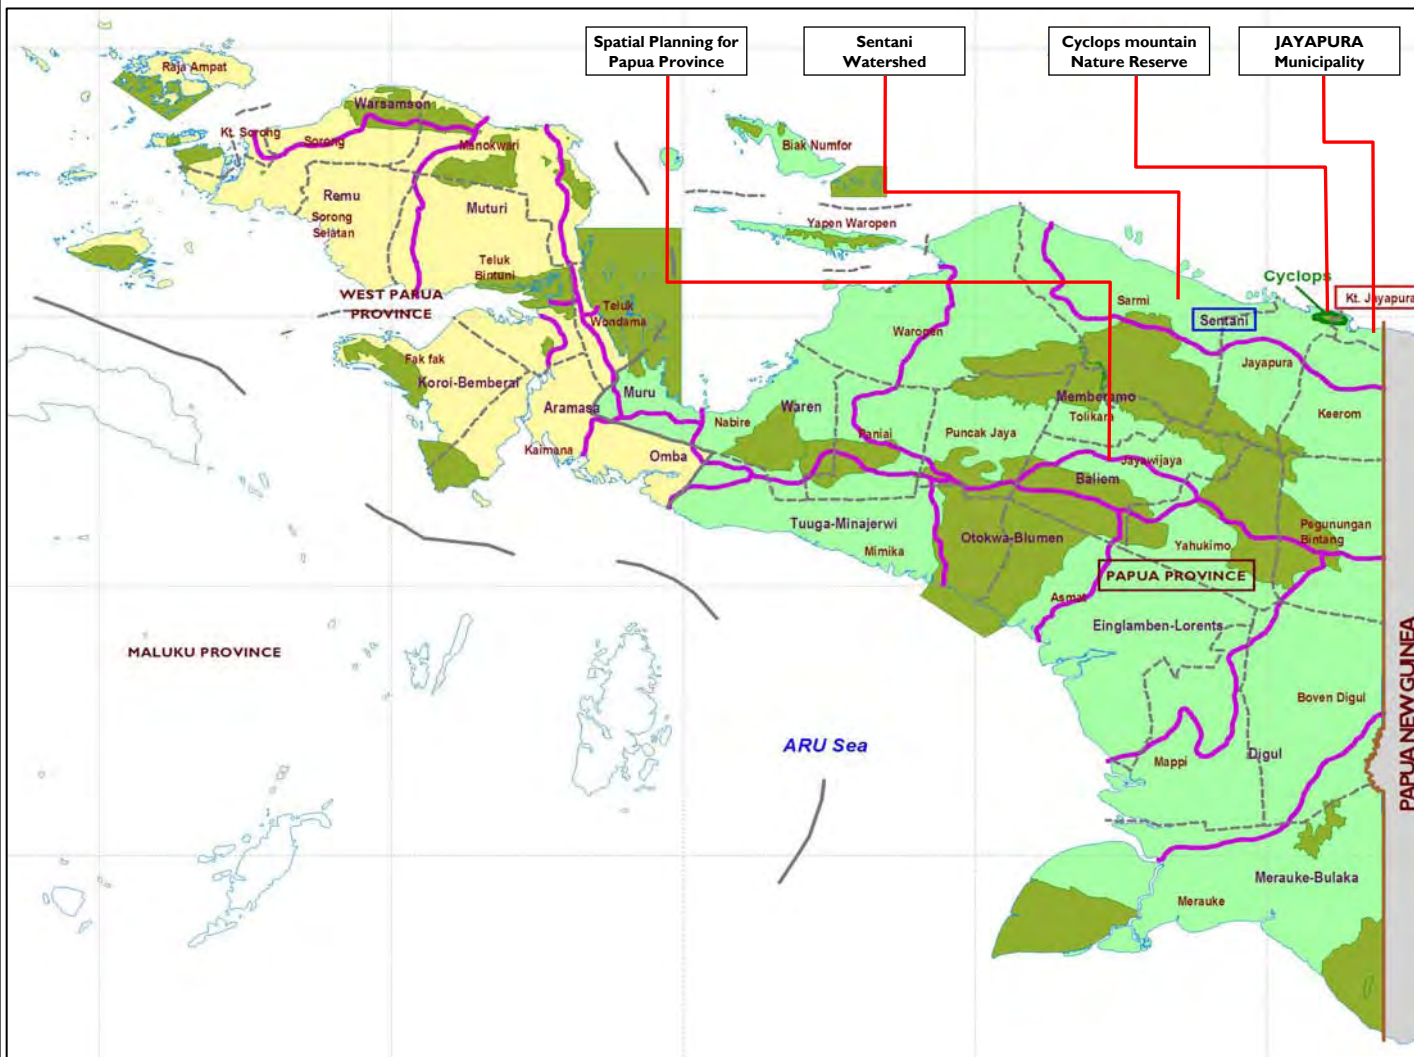 Spatial Planning for
Papua Province
Sentani
Watershed
Cyclops mountain
Nature Reserve
JAYAPURA
Municipality
Raja Ampat
Warsamson
Kt. Sorong
Sorong
Manokwari
Biak Numfor
Remu
Muturi
Sorong
Selatan
Yapen Waropen
Teluk
Bintuni
Cyclops
WEST PARUA
PROVINCE
Teluk
Wondama
Sarmi
Kt. Jayapura
Sentani
Waropen
Fak fak
Jayapura
Koroi-Bemberai
Muru
Memberamo
Aramasa
Waren
Tolikara
Keerom
Nabire
Paniai
Puncak Jaya
Kaimana
Omba
Jayawijaya
Baliem
Tuuga-Minajerwi
Otokwa-Blumen
Pegunungan
Bintang
Mimika
Yahukimo
PAPUA PROVINCE
Asmat
Einglamben-Lorents
MALUKU PROVINCE
PAPUA NEW GUINEA
Boven Digul
ARU Sea
Mappi
Digul
Merauke-Bulaka
Merauke